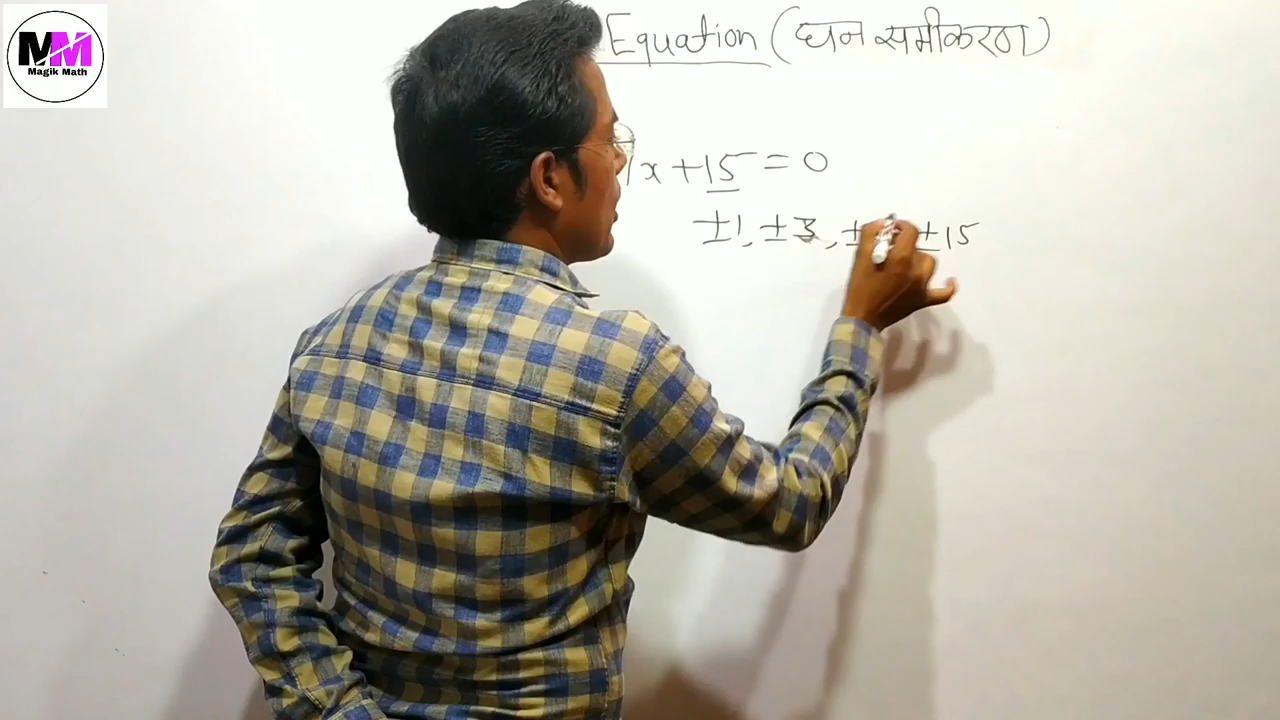 MM
Magik Math
Equation (घन समीकरण)
x + 15 = 0
±1, ±3, ± ±15